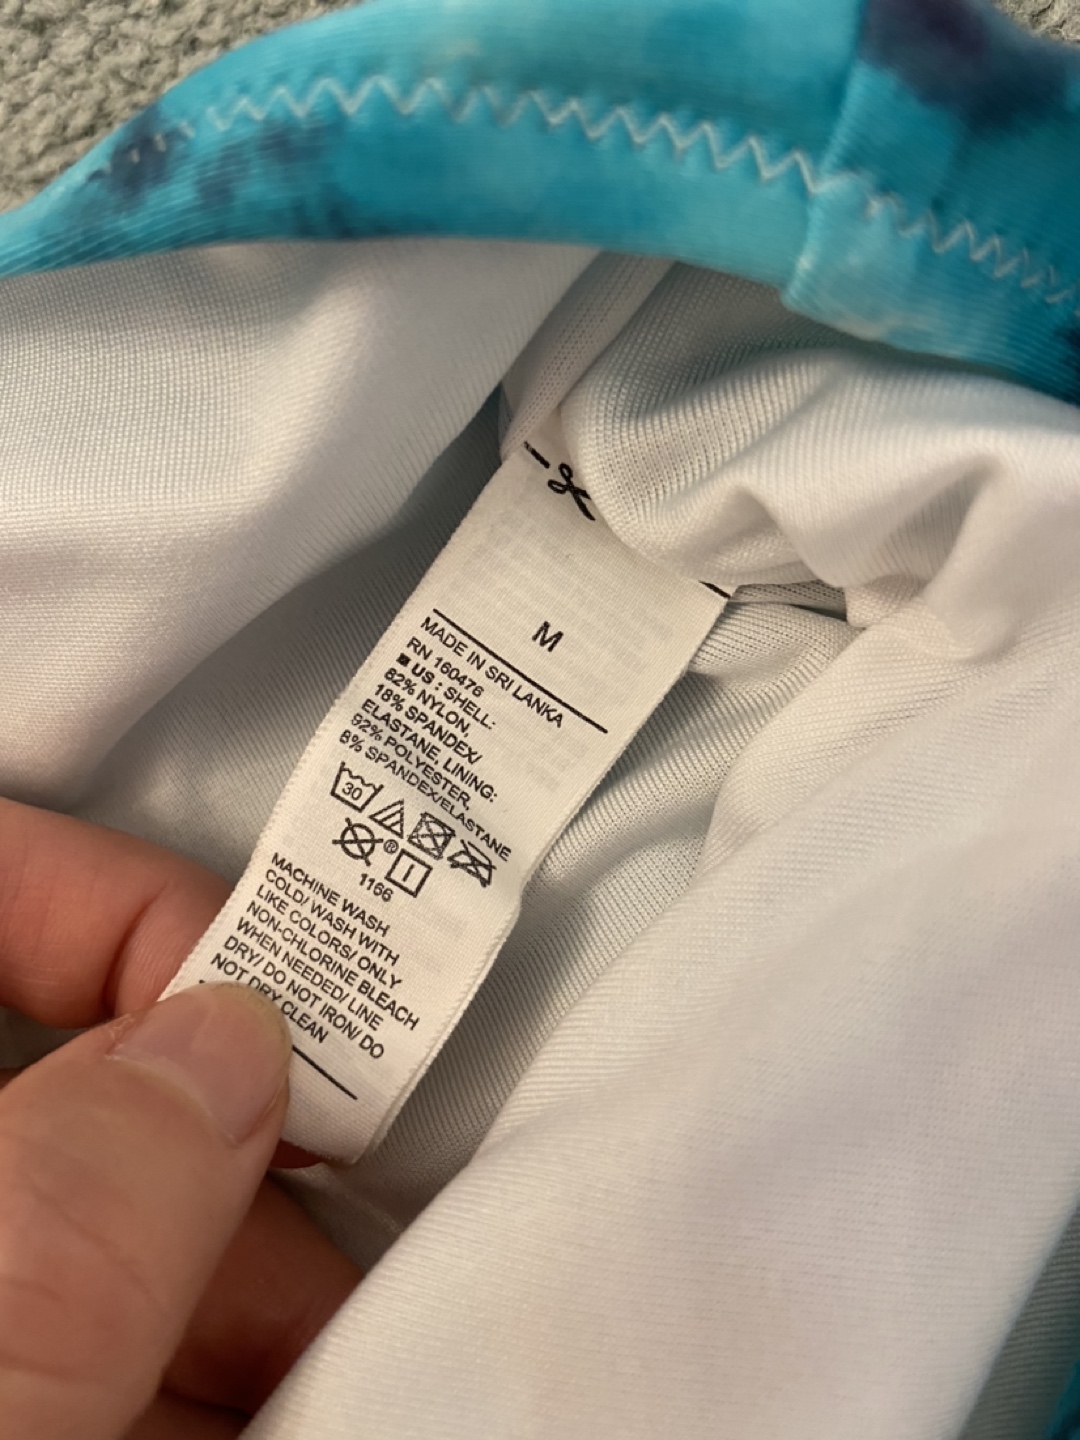 M
MADE IN SRI LANKA
RN 160476
US : SHELL:
82% NYLON,
18% SPANDEX/
ELASTANE, LINING:
92% POLYESTER,
8% SPANDEX/ELASTANE
30
®
1166
MACHINE WASH
COLD/ WASH WITH
LIKE COLORS/ ONLY
NON-CHLORINE BLEACH
WHEN NEEDED/ LINE
DRY/ DO NOT IRON/ DO
NOT DRY CLEAN